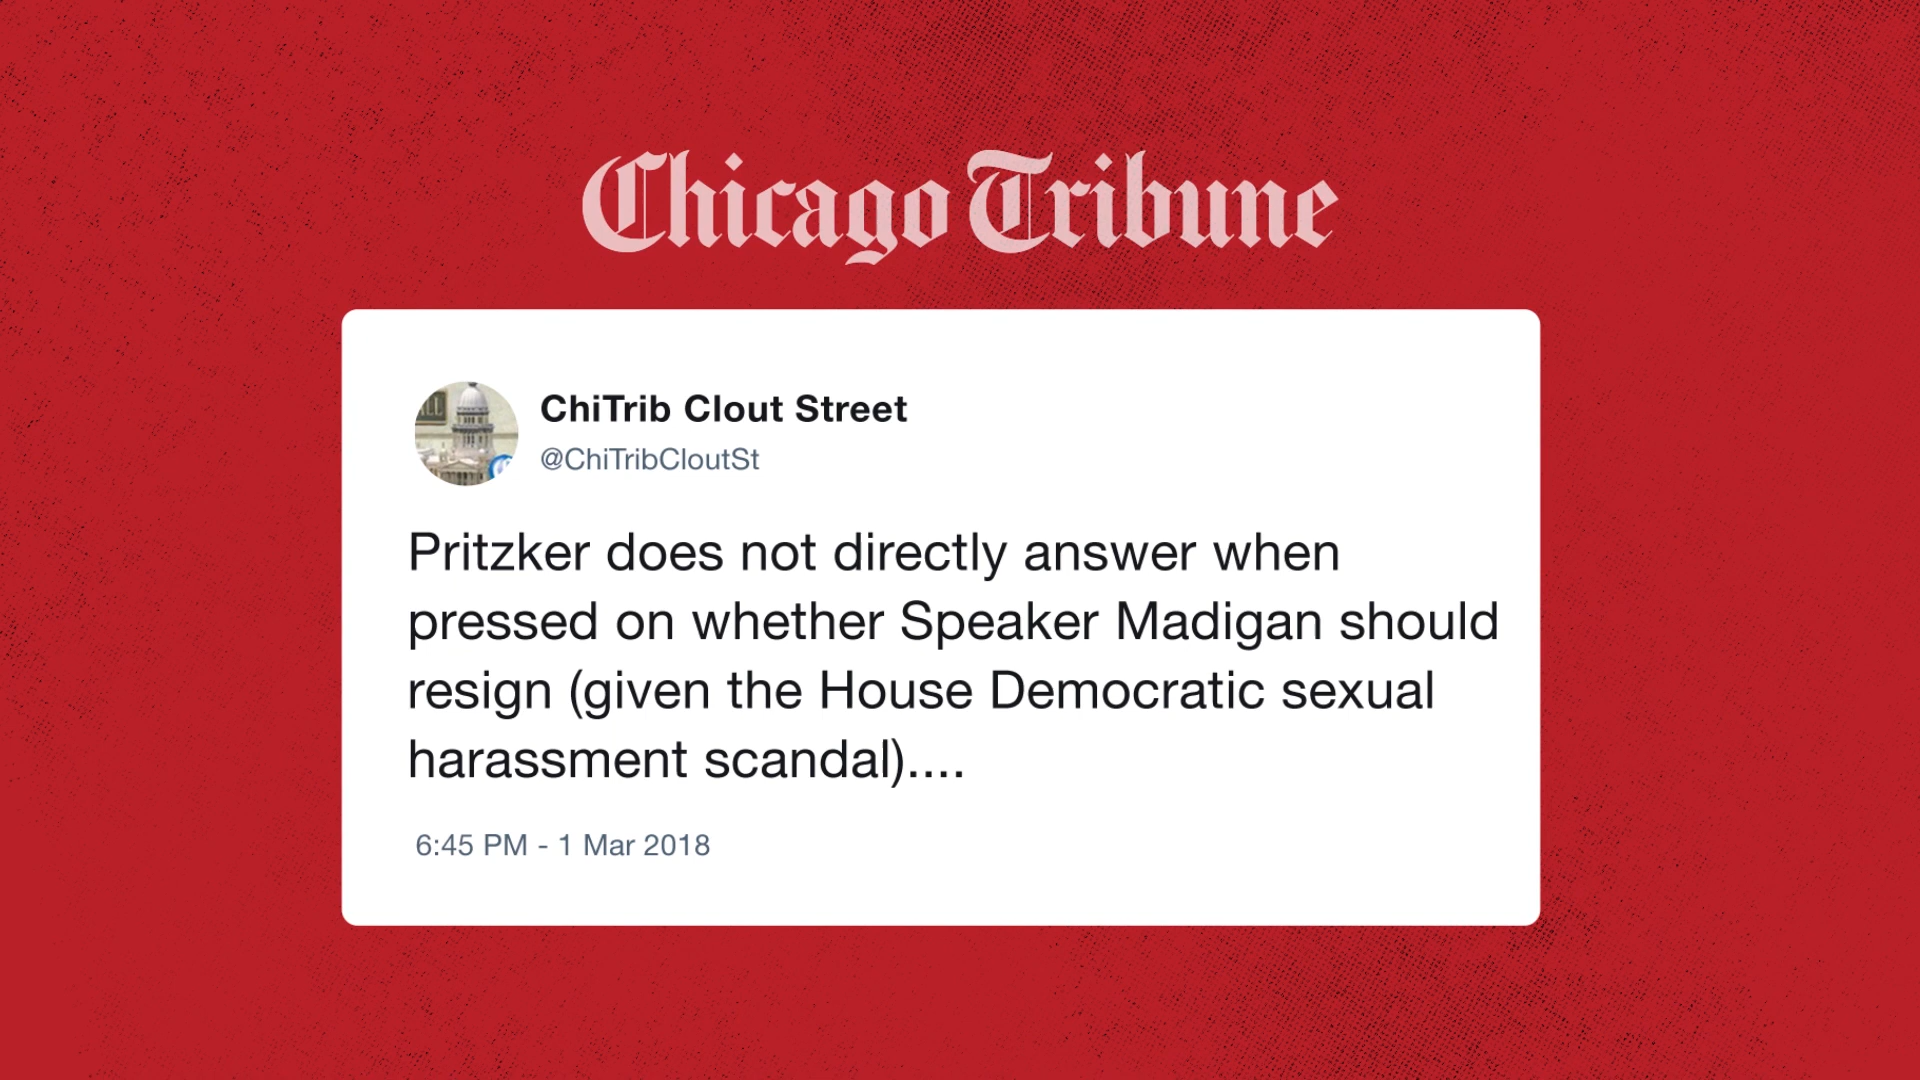 Chicago Tribune
ALL
ChiTrib Clout Street
@ChiTribCloutSt
Pritzker does not directly answer when
pressed on whether Speaker Madigan should
resign (given the House Democratic sexual
harassment scandal)....
6:45 PM - 1 Mar 2018